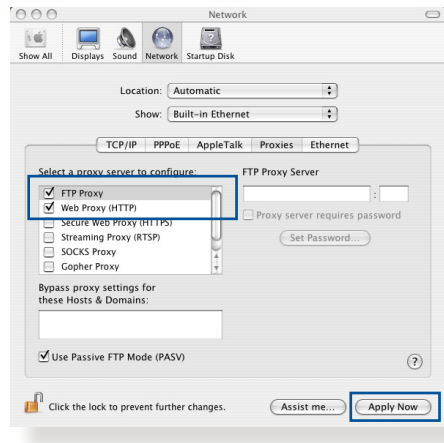 Network
Show All Displays Sound Network Startup Disk
Location: Automatic
Show: Built-in Ethernet
TCP/IP PPPoE AppleTalk Proxies Ethernet
Select a proxy server to configure: FTP Proxy Server
FTP Proxy :
Web Proxy (HTTP)
Secure Web Proxy (HTTPS) Proxy server requires password
Streaming Proxy (RTSP) Set Password...
SOCKS Proxy
Gopher Proxy
Bypass proxy settings for
these Hosts & Domains:
Use Passive FTP Mode (PASV) ?
Click the lock to prevent further changes. Assist me... Apply Now